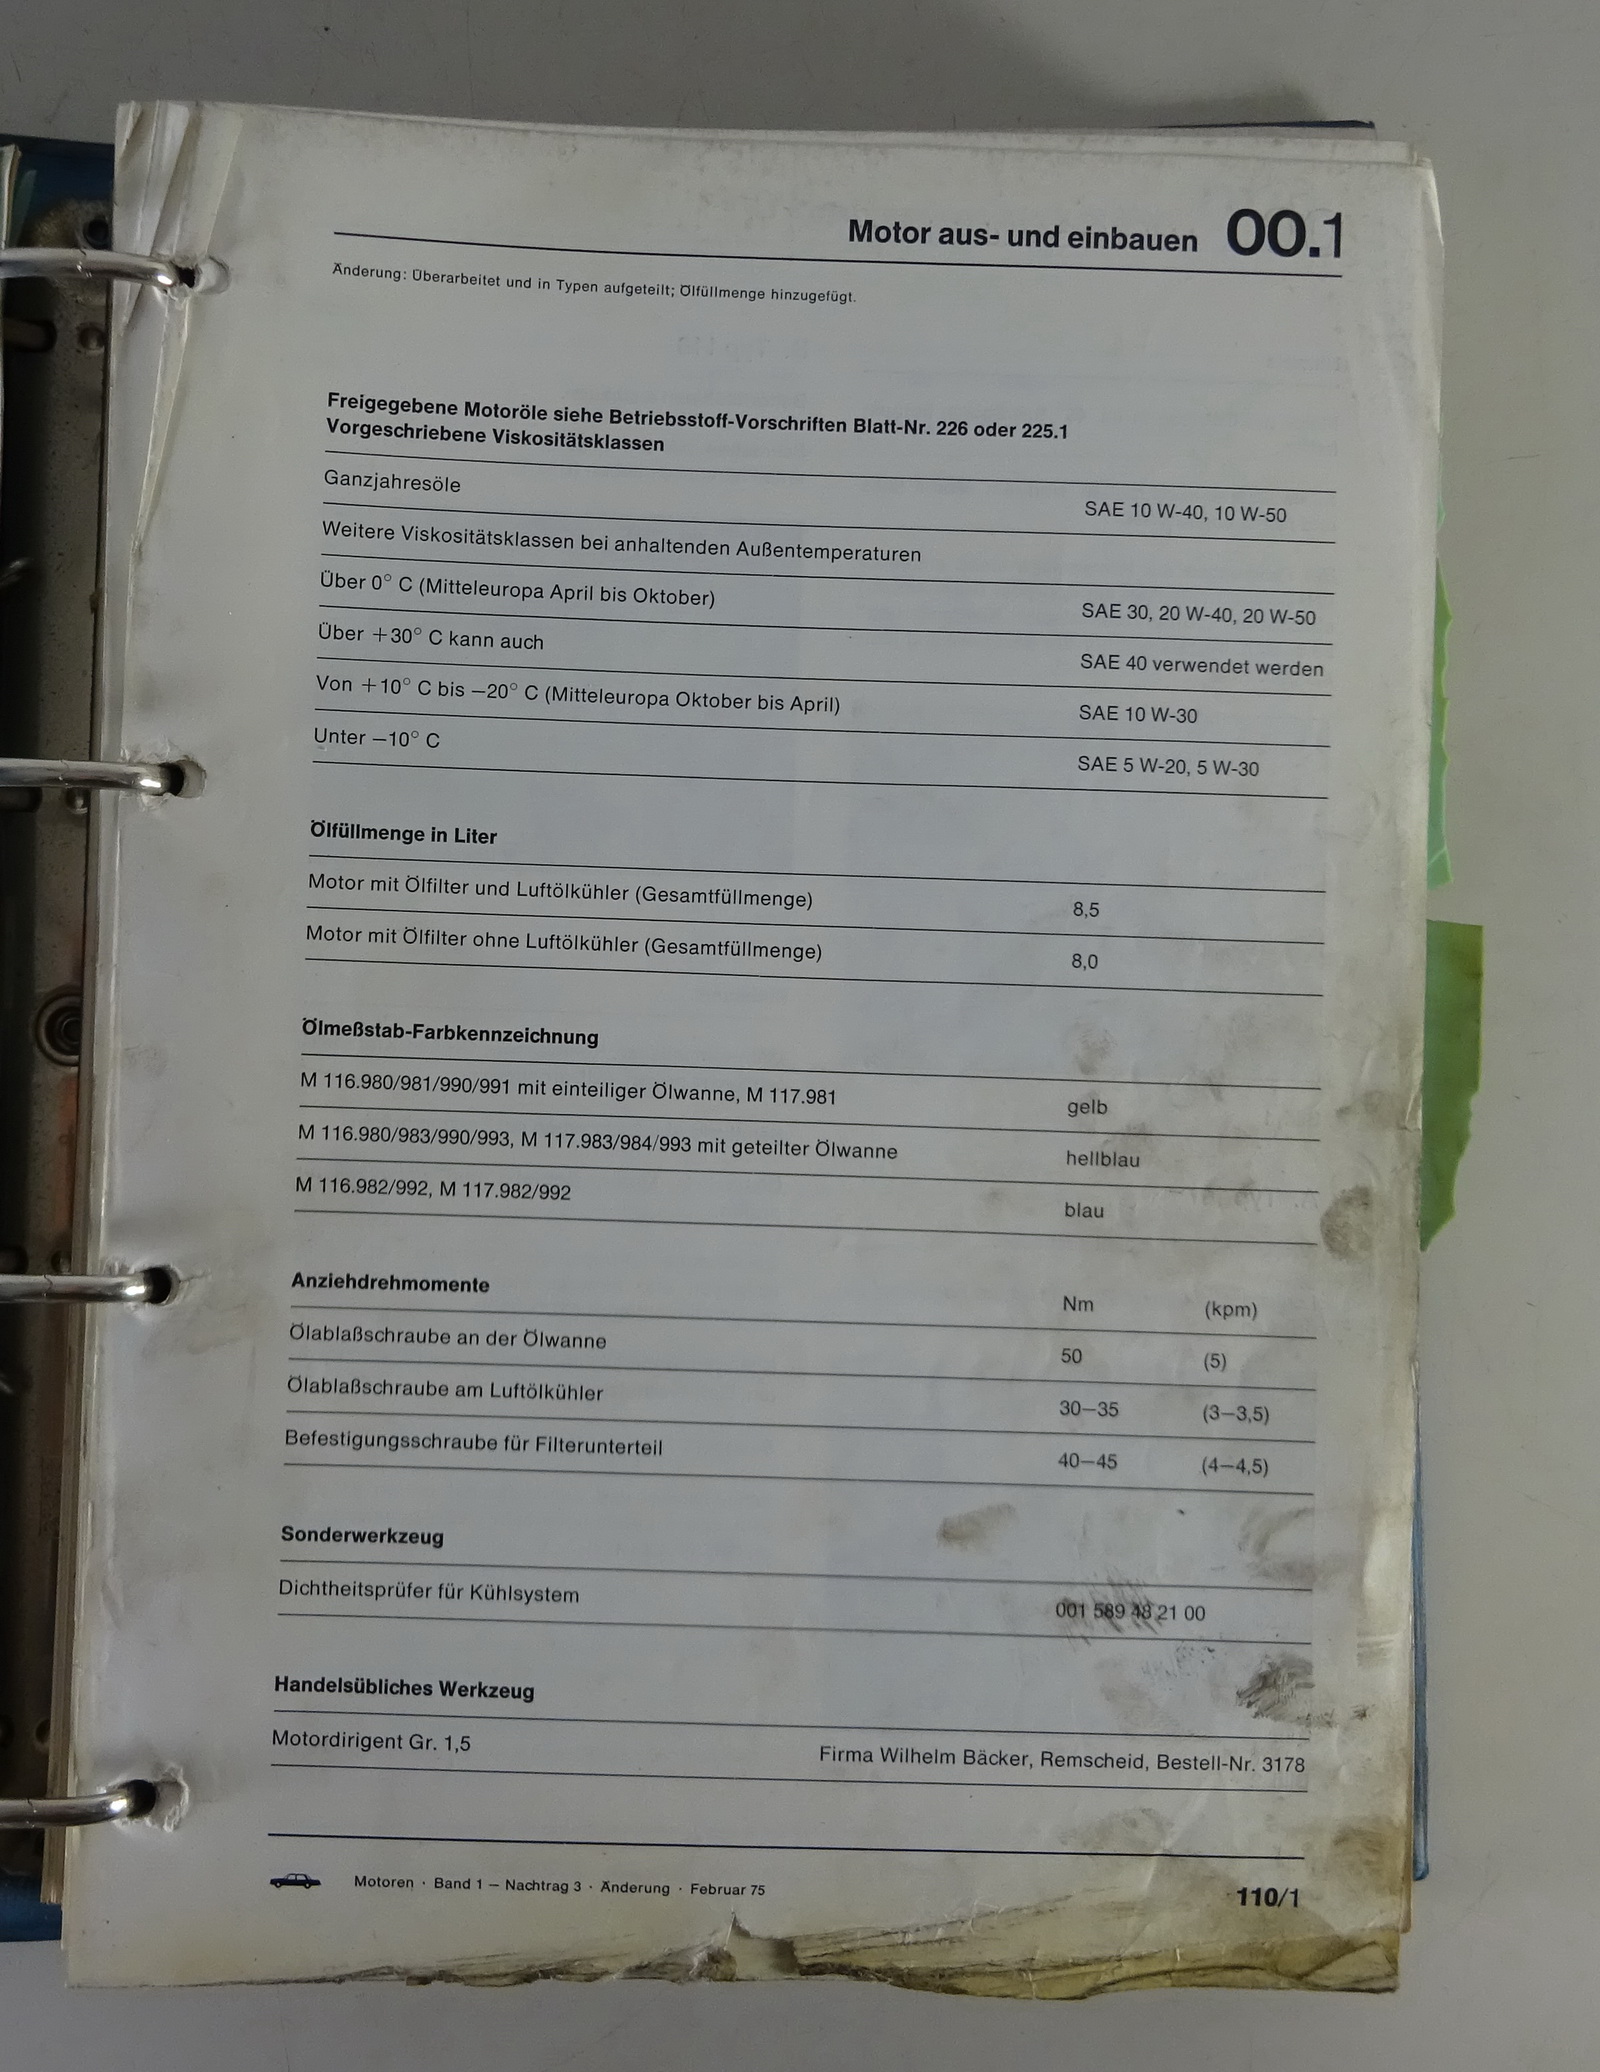 Motor aus- und einbauen 00.1
Änderung: Überarbeitet und in Typen aufgeteilt; Ölfüllmenge hinzugefügt.
Freigegebene Motoröle siehe Betriebsstoff-Vorschriften Blatt-Nr. 226 oder 225.1
Vorgeschriebene Viskositätsklassen
Ganzjahresöle SAE 10 W-40, 10 W-50
Weitere Viskositätsklassen bei anhaltenden Außentemperaturen
Über 0° C (Mitteleuropa April bis Oktober) SAE 30, 20 W-40, 20 W-50
Über +30° C kann auch SAE 40 verwendet werden
Von +10° C bis −20° C (Mitteleuropa Oktober bis April) SAE 10 W-30
Unter −10° C SAE 5 W-20, 5 W-30
Ölfüllmenge in Liter
Motor mit Ölfilter und Luftölkühler (Gesamtfüllmenge) 8,5
Motor mit Ölfilter ohne Luftölkühler (Gesamtfüllmenge) 8,0
Ölmeßstab-Farbkennzeichnung
M 116.980/981/990/991 mit einteiliger Ölwanne, M 117.981 gelb
M 116.980/983/990/993, M 117.983/984/993 mit geteilter Ölwanne hellblau
M 116.982/992, M 117.982/992 blau
Anziehdrehmomente Nm (kpm)
Ölablaßschraube an der Ölwanne 50 (5)
Ölablaßschraube am Luftölkühler 30−35 (3−3,5)
Befestigungsschraube für Filterunterteil 40−45 (4−4,5)
Sonderwerkzeug
Dichtheitsprüfer für Kühlsystem 001 589 48 21 00
Handelsübliches Werkzeug
Motordirigent Gr. 1,5 Firma Wilhelm Bäcker, Remscheid, Bestell-Nr. 3178
Motoren · Band 1 − Nachtrag 3 · Änderung · Februar 75 110/1